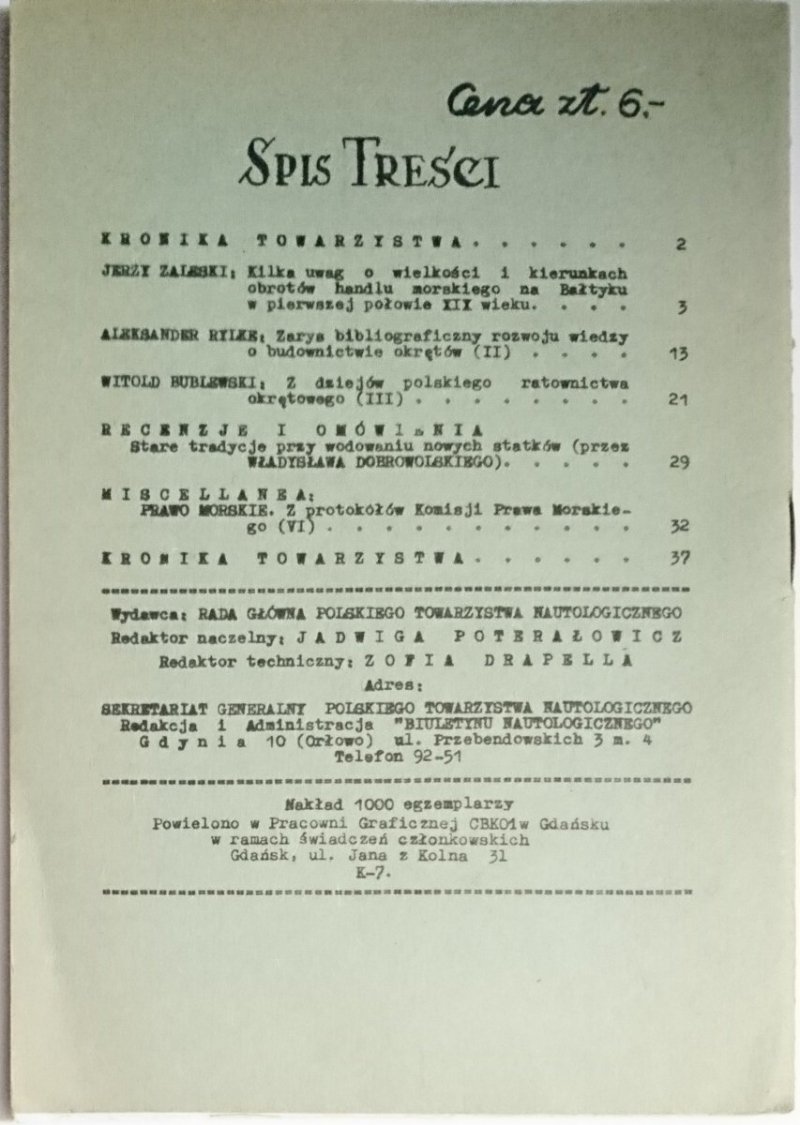 Cena zł. 6.-
SPIS TREŚCI
KRONIKA TOWARZYSTWA. . . . . . 2
JERZY ZALESKI: Kilka uwag o wielkości i kierunkach
obrotów handlu morskiego na Bałtyku
w pierwszej połowie XIX wieku. . . . 3
ALEKSANDER RYLKE: Zarys bibliograficzny rozwoju wiedzy
o budownictwie okrętów (II) . . . . 13
WITOLD BUBLEWSKI: Z dziejów polskiego ratownictwa
okrętowego (III) . . . . . . . . 21
RECENZJE I OMÓWIENIA
Stare tradycje przy wodowaniu nowych statków (przez
WŁADYSŁAWA DOBROWOLSKIEGO). . . . . 29
MISCELLANEA:
PRAWO MORSKIE. Z protokółów Komisji Prawa Morskie-
go (VI) . . . . . . . . . . . 32
KRONIKA TOWARZYSTWA. . . . . . 37
Wydawca: RADA GŁÓWNA POLSKIEGO TOWARZYSTWA NAUTOLOGICZNEGO
Redaktor naczelny: JADWIGA POTERAŁOWICZ
Redaktor techniczny: ZOFIA DRAPELLA
Adres:
SEKRETARIAT GENERALNY POLSKIEGO TOWARZYSTWA NAUTOLOGICZNEGO
Redakcja i Administracja "BIULETYNU NAUTOLOGICZNEGO"
Gdynia 10 (Orłowo) ul. Przebendowskich 3 m. 4
Telefon 92-51
Nakład 1000 egzemplarzy
Powielono w Pracowni Graficznej CBKO1w Gdańsku
w ramach świadczeń członkowskich
Gdańsk, ul. Jana z Kolna 31
K-7.